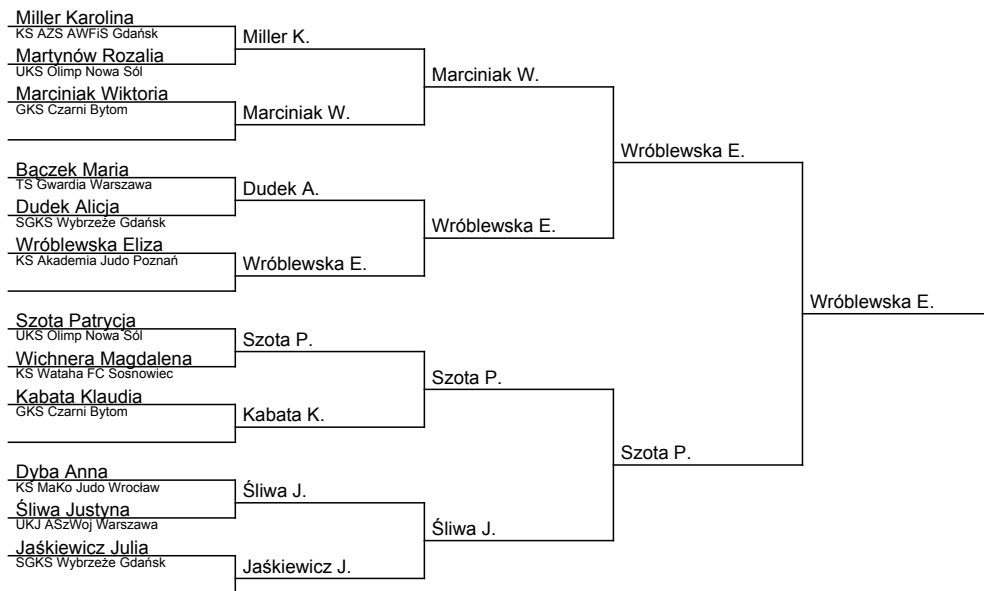 Miller Karolina
KS AZS AWFiS Gdańsk
Miller K.
Martynów Rozalia
UKS Olimp Nowa Sól
Marciniak W.
Marciniak Wiktoria
GKS Czarni Bytom
Marciniak W.
Wróblewska E.
Bączek Maria
TS Gwardia Warszawa
Dudek A.
Dudek Alicja
SGKS Wybrzeże Gdańsk
Wróblewska E.
Wróblewska Eliza
KS Akademia Judo Poznań
Wróblewska E.
Wróblewska E.
Szota Patrycja
UKS Olimp Nowa Sól
Szota P.
Wichnera Magdalena
KS Wataha FC Sosnowiec
Szota P.
Kabata Klaudia
GKS Czarni Bytom
Kabata K.
Szota P.
Dyba Anna
KS MaKo Judo Wrocław
Śliwa J.
Śliwa Justyna
UKJ ASzWoj Warszawa
Śliwa J.
Jaśkiewicz Julia
SGKS Wybrzeże Gdańsk
Jaśkiewicz J.